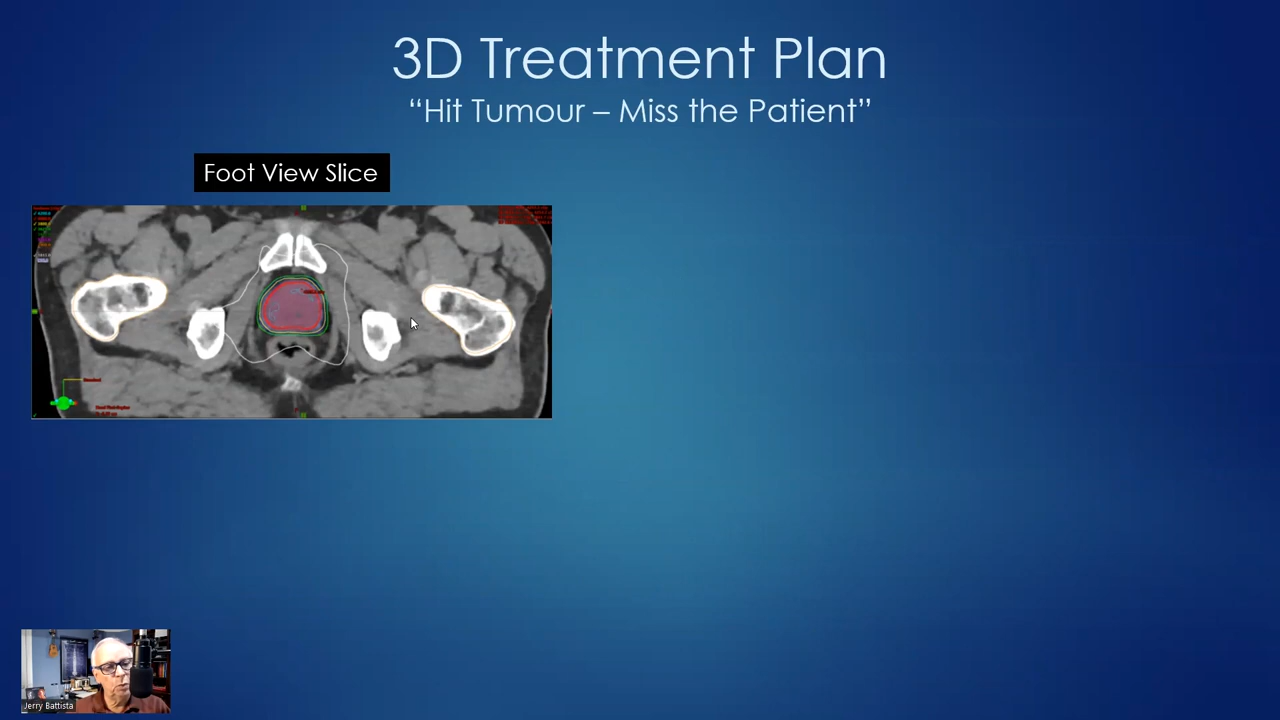 3D Treatment Plan
“Hit Tumour – Miss the Patient”
Foot View Slice
Jerry Battista